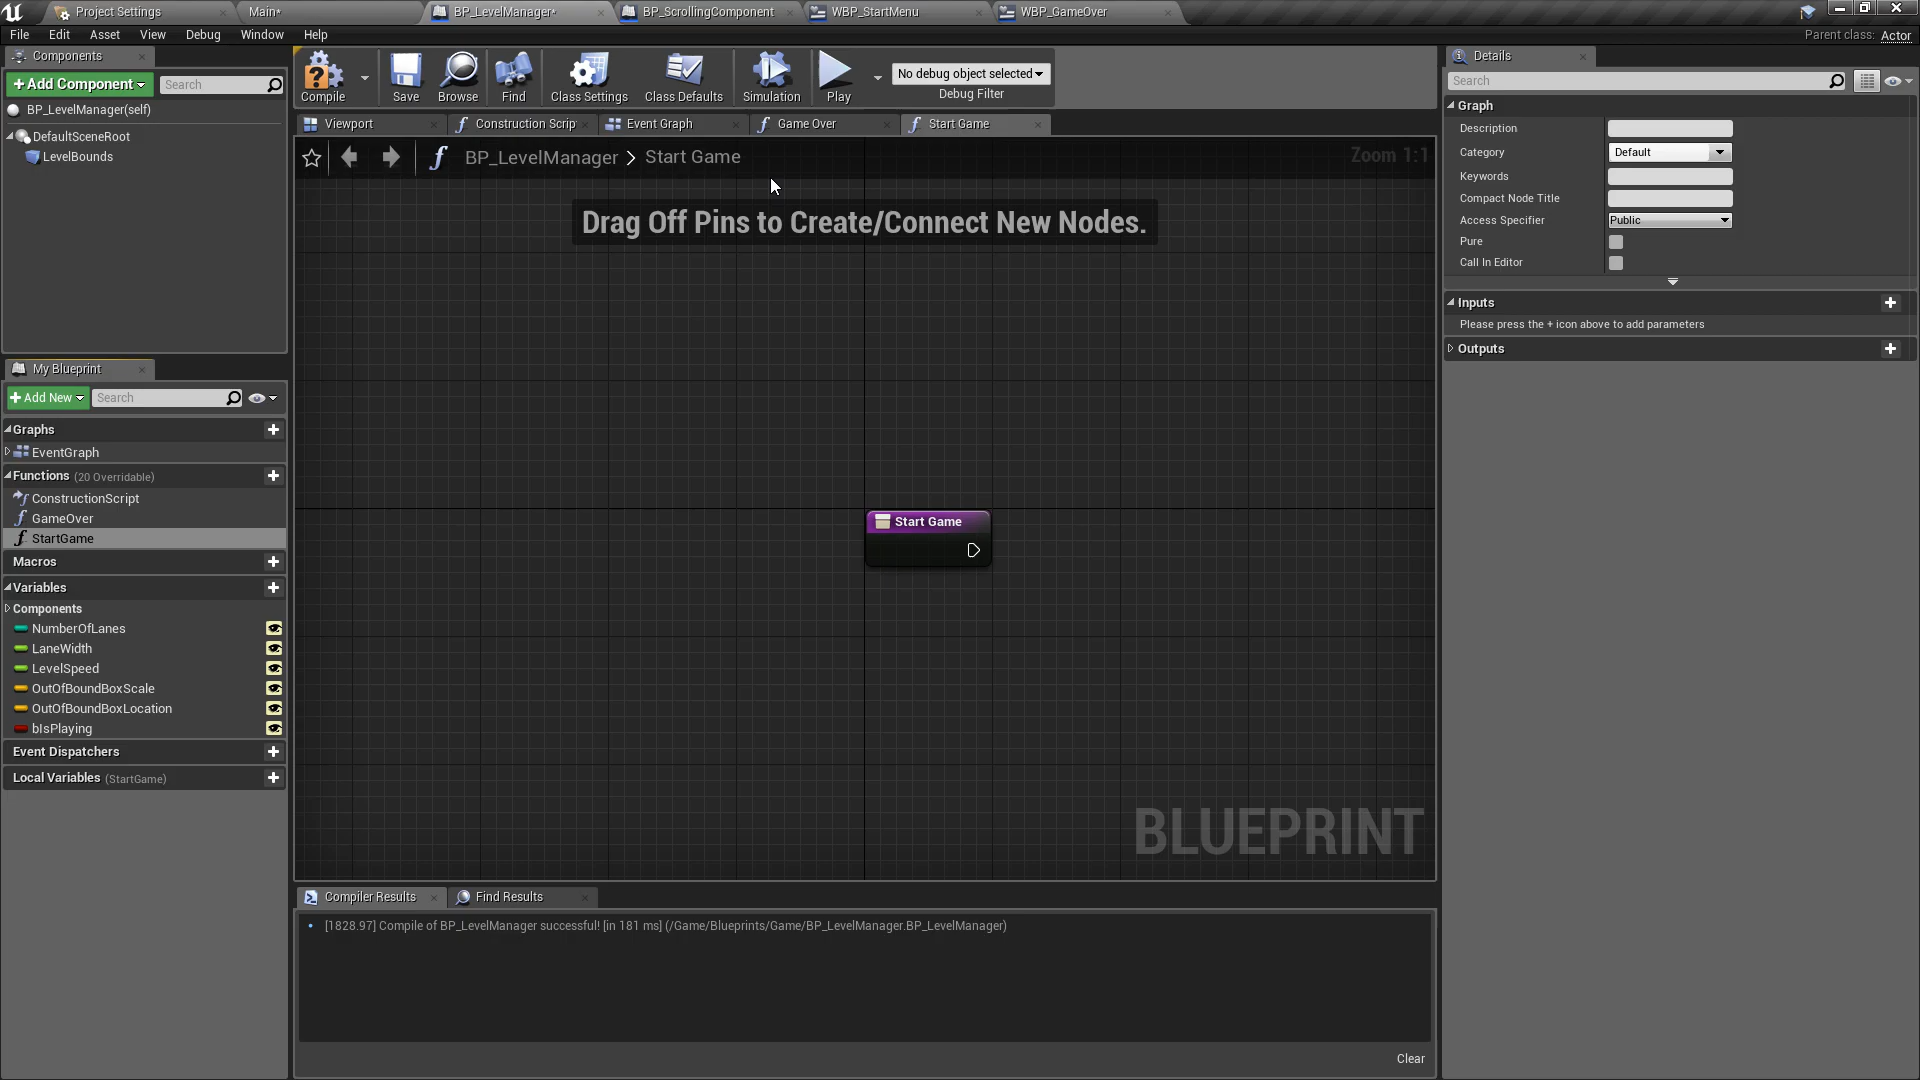 Project Settings
Main*
BP_LevelManager*
BP_ScrollingComponent
WBP_StartMenu
WBP_GameOver
File Edit Asset View Debug Window Help
Parent class: Actor
Components
+Add Component
Search
BP_LevelManager(self)
DefaultSceneRoot
LevelBounds
My Blueprint
+Add New
Search
Graphs
EventGraph
Functions (20 Overridable)
ConstructionScript
GameOver
StartGame
Macros
Variables
Components
NumberOfLanes
LaneWidth
LevelSpeed
OutOfBoundBoxScale
OutOfBoundBoxLocation
bIsPlaying
Event Dispatchers
Local Variables (StartGame)
Compile
Save
Browse
Find
Class Settings
Class Defaults
Simulation
Play
No debug object selected
Debug Filter
Viewport
Construction Scrip
Event Graph
Game Over
Start Game
BP_LevelManager > Start Game
Zoom 1:1
Drag Off Pins to Create/Connect New Nodes.
Start Game
BLUEPRINT
Compiler Results
Find Results
[1828.97] Compile of BP_LevelManager successful! [in 181 ms] (/Game/Blueprints/Game/BP_LevelManager.BP_LevelManager)
Clear
Details
Search
Graph
Description
Category
Default
Keywords
Compact Node Title
Access Specifier
Public
Pure
Call In Editor
Inputs
Please press the + icon above to add parameters
Outputs